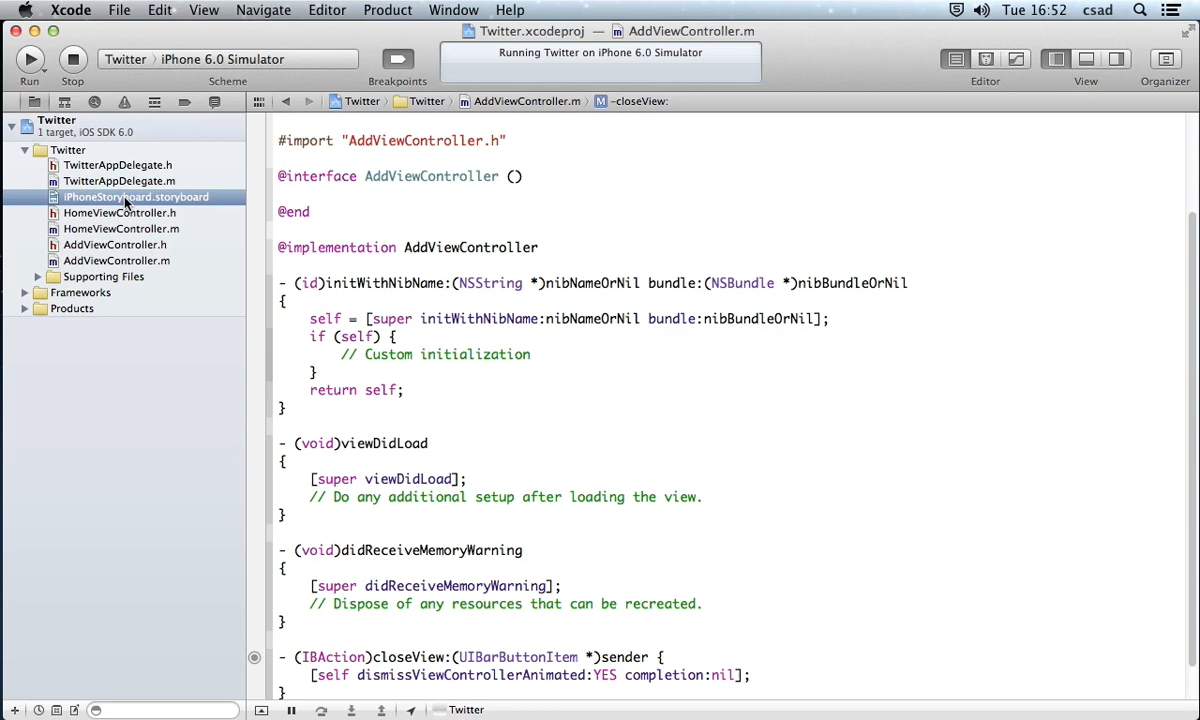 Xcode File Edit View Navigate Editor Product Window Help Tue 16:52 csad
Twitter.xcodeproj — AddViewController.m
Twitter 〉 iPhone 6.0 Simulator
Running Twitter on iPhone 6.0 Simulator
Run Stop Scheme Breakpoints Editor View Organizer
Twitter 〉 Twitter 〉 AddViewController.m 〉 M -closeView:
Twitter
1 target, iOS SDK 6.0
Twitter
h TwitterAppDelegate.h
m TwitterAppDelegate.m
iPhoneStoryboard.storyboard
h HomeViewController.h
m HomeViewController.m
h AddViewController.h
m AddViewController.m
Supporting Files
Frameworks
Products
#import "AddViewController.h"
@interface AddViewController ()
@end
@implementation AddViewController
- (id)initWithNibName:(NSString *)nibNameOrNil bundle:(NSBundle *)nibBundleOrNil
{
self = [super initWithNibName:nibNameOrNil bundle:nibBundleOrNil];
if (self) {
// Custom initialization
}
return self;
}
- (void)viewDidLoad
{
[super viewDidLoad];
// Do any additional setup after loading the view.
}
- (void)didReceiveMemoryWarning
{
[super didReceiveMemoryWarning];
// Dispose of any resources that can be recreated.
}
- (IBAction)closeView:(UIBarButtonItem *)sender {
[self dismissViewControllerAnimated:YES completion:nil];
}
Twitter